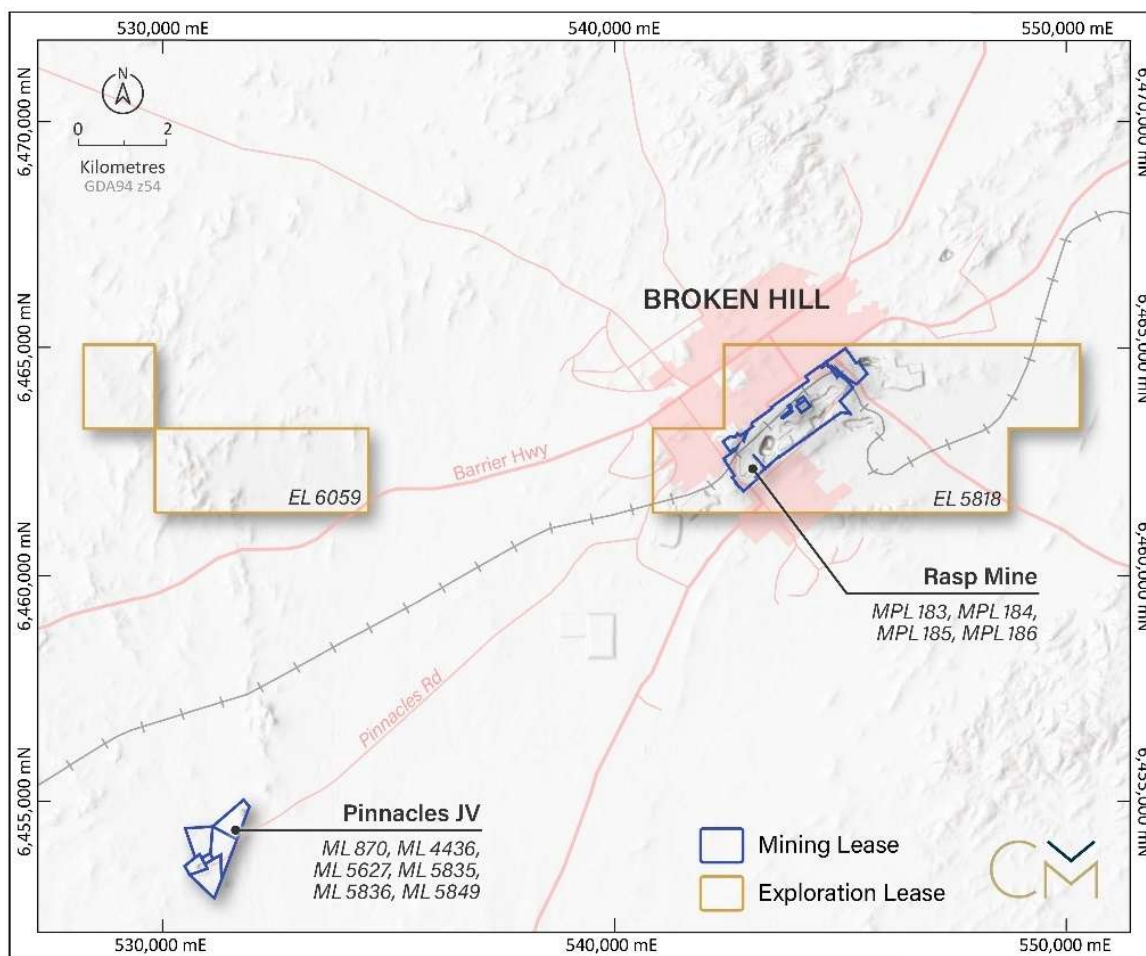 530,000 mE
540,000 mE
550,000 mE
6,470,000 mN
6,470,000 mN
N
0
2
Kilometres
GDA94 z54
BROKEN HILL
6,465,000 mN
6,465,000 mN
Barrier Hwy
EL 6059
EL 5818
6,460,000 mN
6,460,000 mN
Rasp Mine
MPL 183, MPL 184,
MPL 185, MPL 186
Pinnacles Rd
6,455,000 mN
6,455,000 mN
Pinnacles JV
ML 870, ML 4436,
ML 5627, ML 5835,
ML 5836, ML 5849
Mining Lease
Exploration Lease
CM
530,000 mE
540,000 mE
550,000 mE